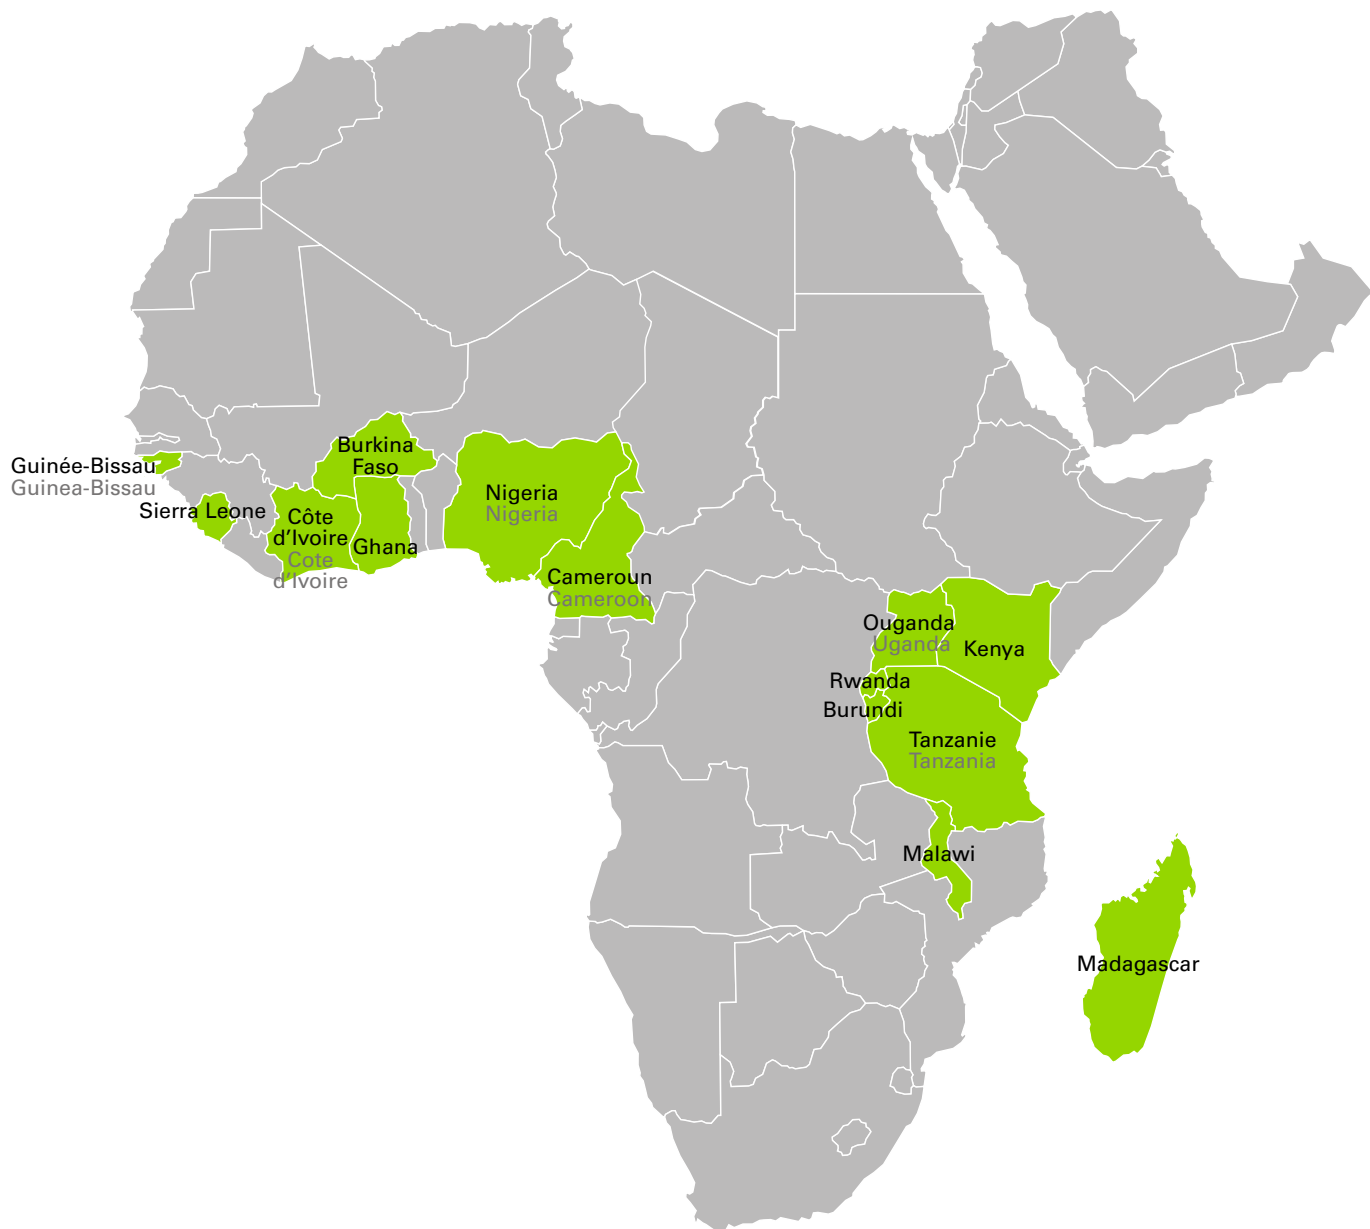 Burkina
Faso
Guinée-Bissau
Guinea-Bissau
Sierra Leone
Côte
d'Ivoire
Cote
d'Ivoire
Ghana
Nigeria
Nigeria
Cameroun
Cameroon
Ouganda
Uganda
Kenya
Rwanda
Burundi
Tanzanie
Tanzania
Malawi
Madagascar